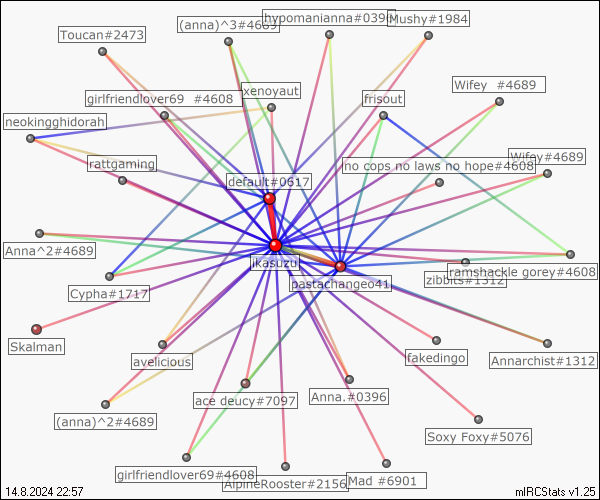 (anna)^3#4689
hypomanianna#0396
Mushy#1984
Toucan#2473
xenoyaut
Wifey #4689
girlfriendlover69 #4608
frisout
neokingghidorah
rattgaming
no cops no laws no hope#4608
Wifey#4689
default#0617
Anna^2#4689
jkasuzu
ramshackle gorey#4608
zibbits#1312
Cypha#1717
pastachangeo41
Skalman
avelicious
fakedingo
Annarchist#1312
ace deucy#7097
Anna.#0396
(anna)^2#4689
Soxy Foxy#5076
girlfriendlover69#4608
AlpineRooster#2156
Mad #6901
14.8.2024 22:57
mIRCStats v1.25